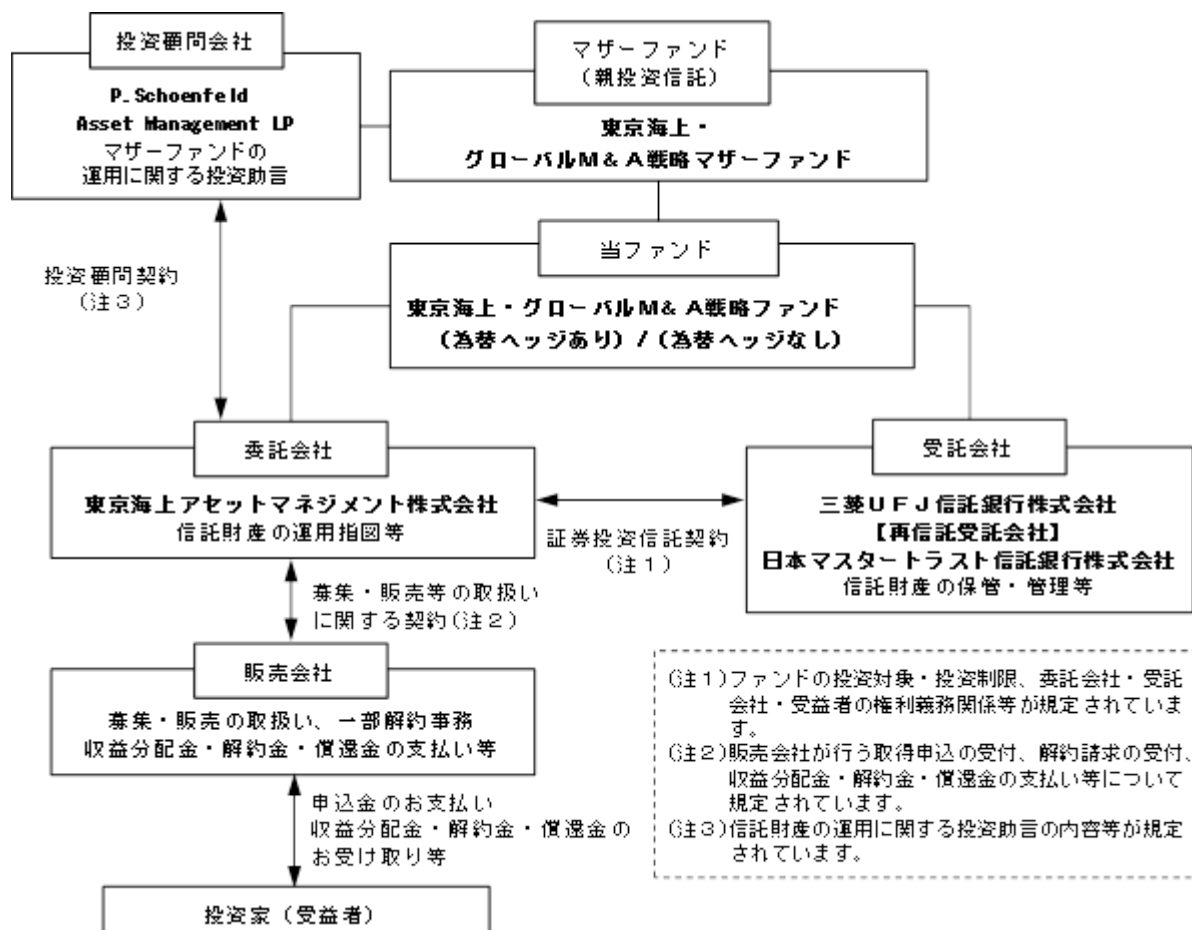 投資顧問会社
P.Schoenfeld
Asset Management LP
マザーファンドの
運用に関する投資助言
マザーファンド
（親投資信託）
東京海上・
グローバルM＆A戦略マザーファンド
当ファンド
東京海上・グローバルM＆A戦略ファンド
（為替ヘッジあり）/（為替ヘッジなし）
投資顧問契約
（注３）
委託会社
東京海上アセットマネジメント株式会社
信託財産の運用指図等
証券投資信託契約
（注１）
受託会社
三菱ＵＦＪ信託銀行株式会社
【再信託受託会社】
日本マスタートラスト信託銀行株式会社
信託財産の保管・管理等
募集・販売等の取扱い
に関する契約（注２）
販売会社
募集・販売の取扱い、一部解約事務
収益分配金・解約金・償還金の支払い等
申込金のお支払い
収益分配金・解約金・償還金の
お受け取り等
投資家（受益者）
（注１）ファンドの投資対象・投資制限、委託会社・受託
会社・受益者の権利義務関係等が規定されていま
す。
（注２）販売会社が行う取得申込の受付、解約請求の受付、
収益分配金・解約金・償還金の支払い等について
規定されています。
（注３）信託財産の運用に関する投資助言の内容等が規定
されています。